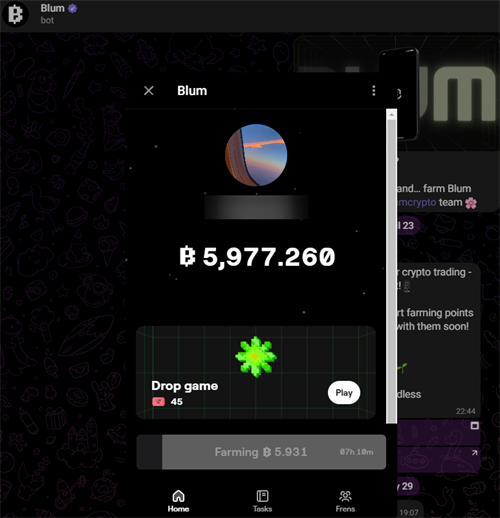 Blum
bot
BLUM
Blum
and... farm Blum
mcrypto team
23
r crypto trading -
rt farming points
with them soon!
dless
22:44
29
19:07
฿ 5,977.260
Drop game
45
Play
Farming ฿ 5.931
07h 10m
Home
Tasks
Frens